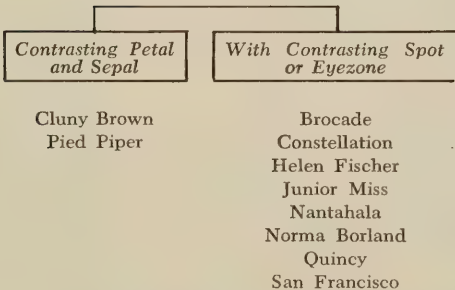 Contrasting Petal
and Sepal
With Contrasting Spot
or Eyezone
Cluny Brown
Pied Piper
Brocade
Constellation
Helen Fischer
Junior Miss
Nantahala
Norma Borland
Quincy
San Francisco